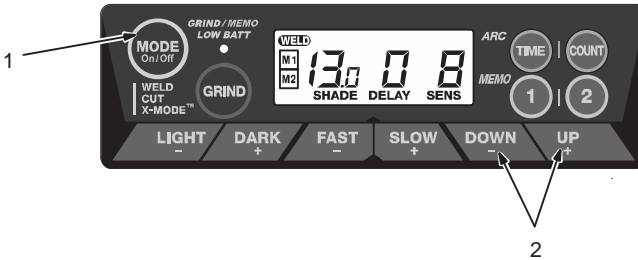 GRIND/MEMO
LOW BATT
1
MODE
On/Off
WELD
CUT
X-MODE™
GRIND
WELD
M1
M2
13.0 0 8
SHADE DELAY SENS
ARC
TIME | COUNT
MEMO
1 | 2
LIGHT DARK FAST SLOW DOWN UP
– + – + – +
2